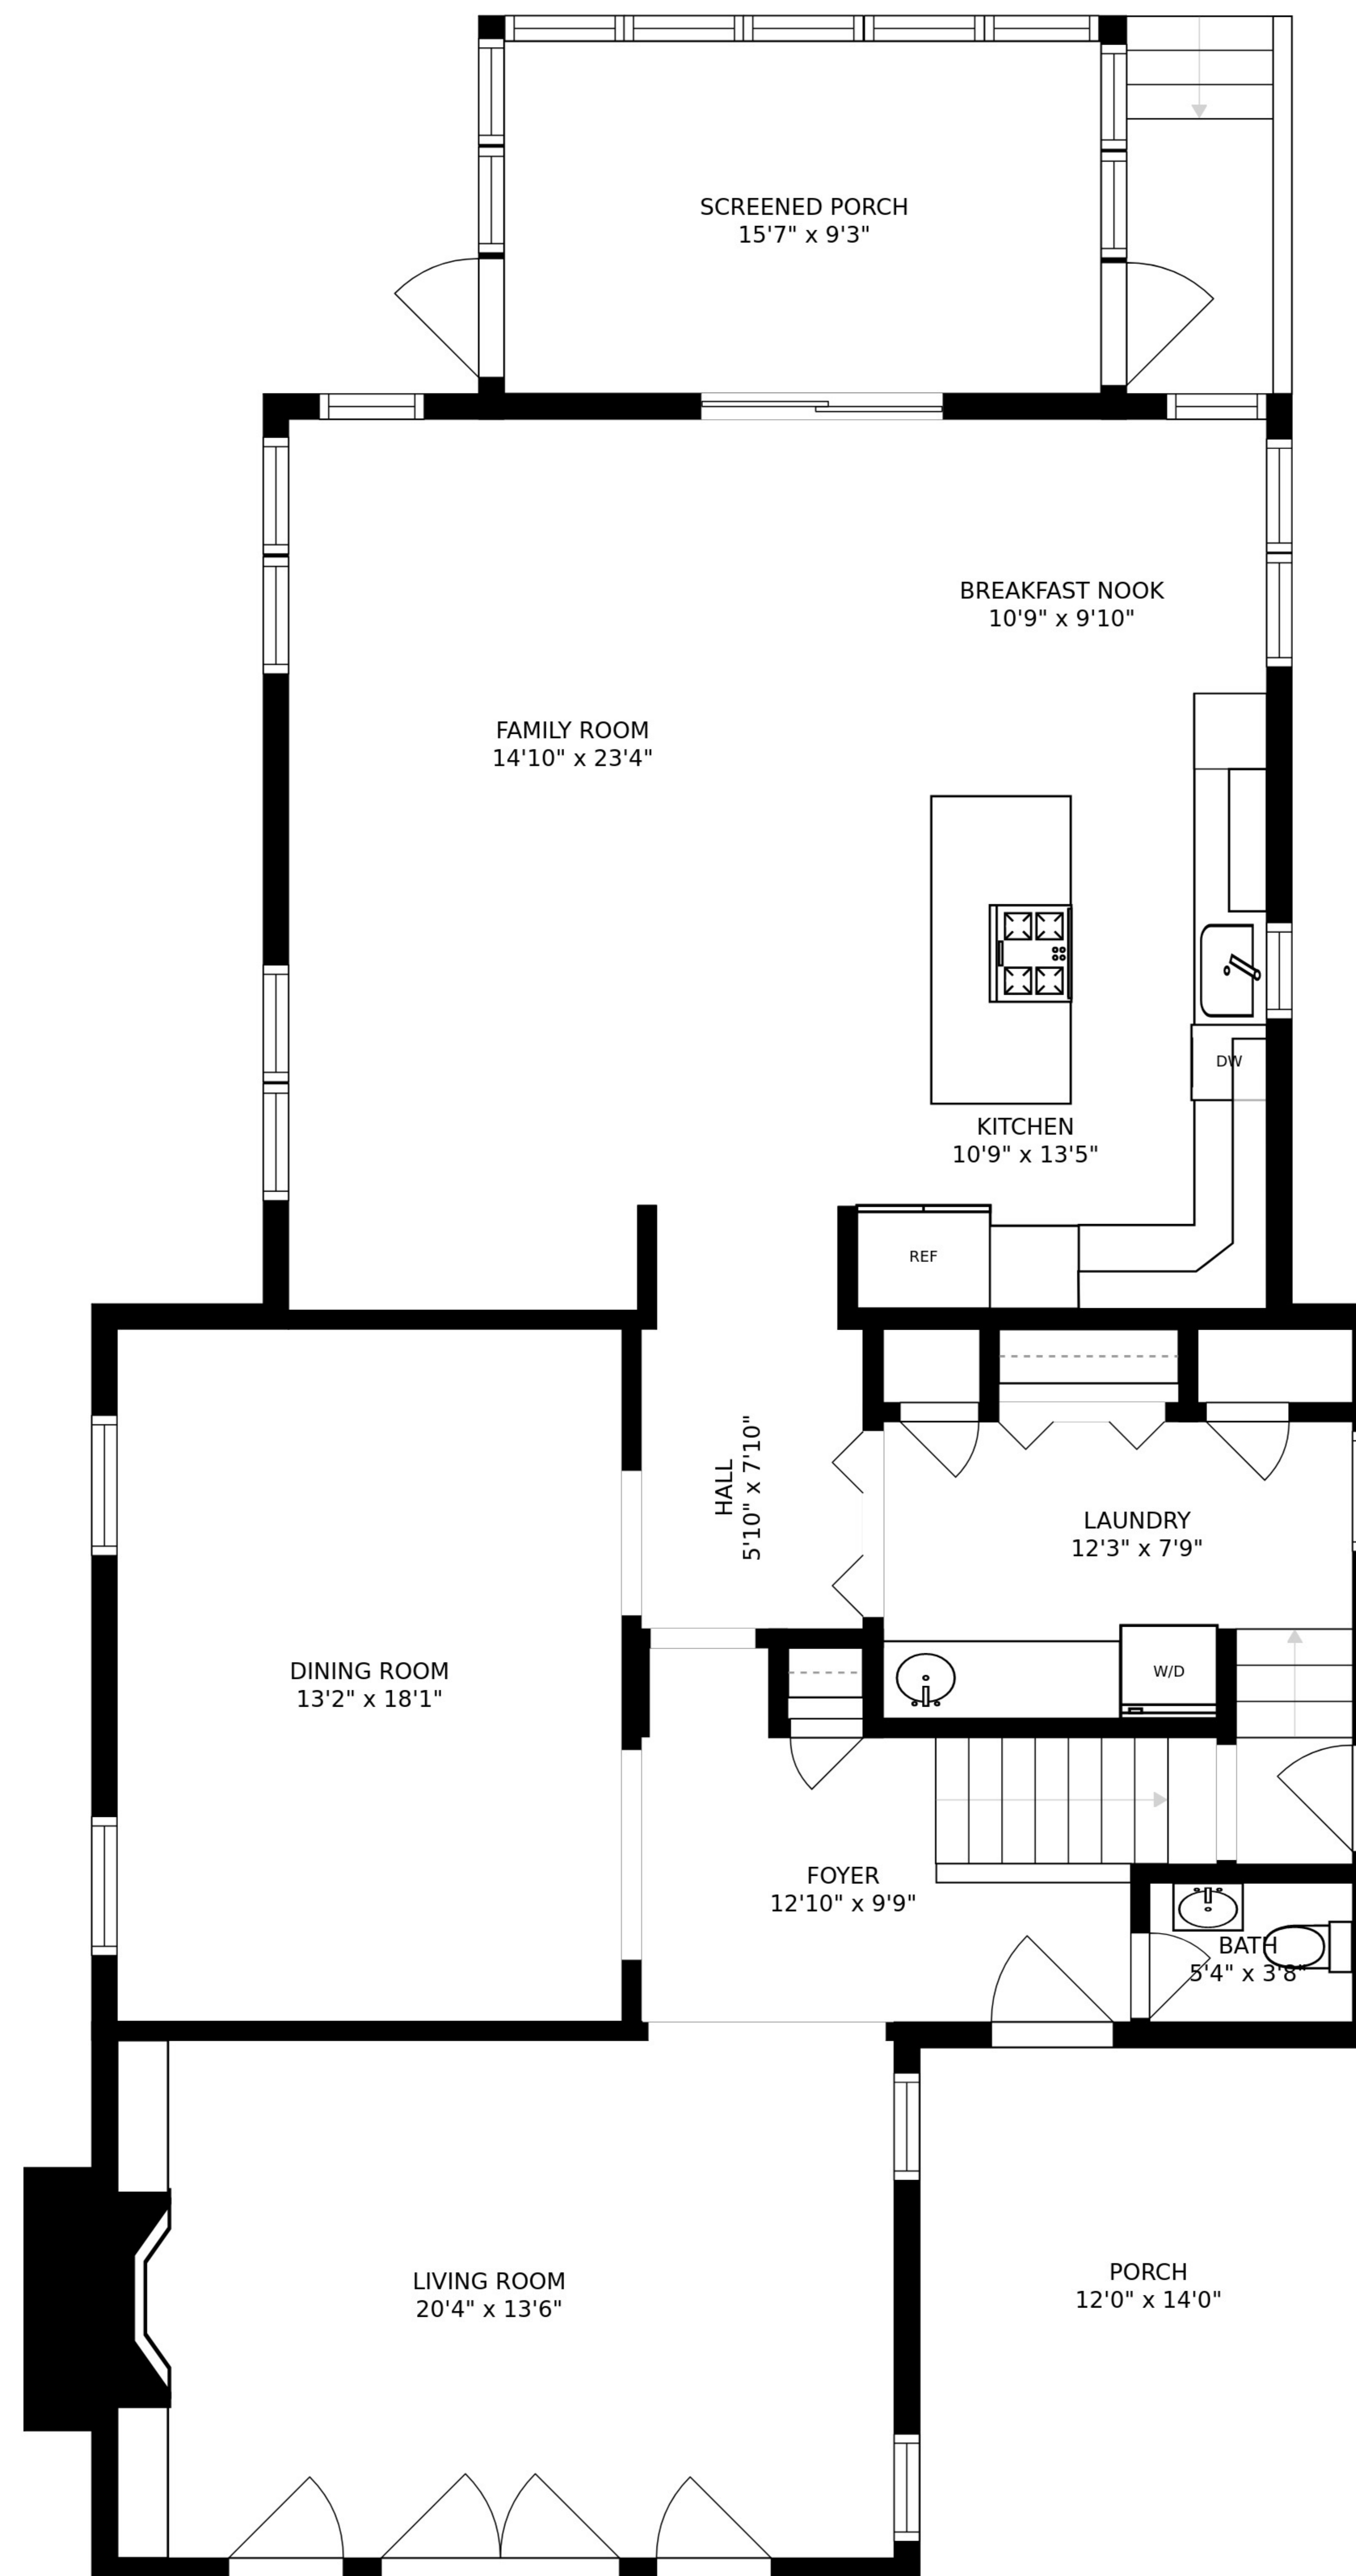 SCREENED PORCH
15'7" x 9'3"
BREAKFAST NOOK
10'9" x 9'10"
FAMILY ROOM
14'10" x 23'4"
DW
KITCHEN
10'9" x 13'5"
REF
HALL
5'10" x 7'10"
LAUNDRY
12'3" x 7'9"
W/D
DINING ROOM
13'2" x 18'1"
FOYER
12'10" x 9'9"
BATH
5'4" x 3'8"
LIVING ROOM
20'4" x 13'6"
PORCH
12'0" x 14'0"